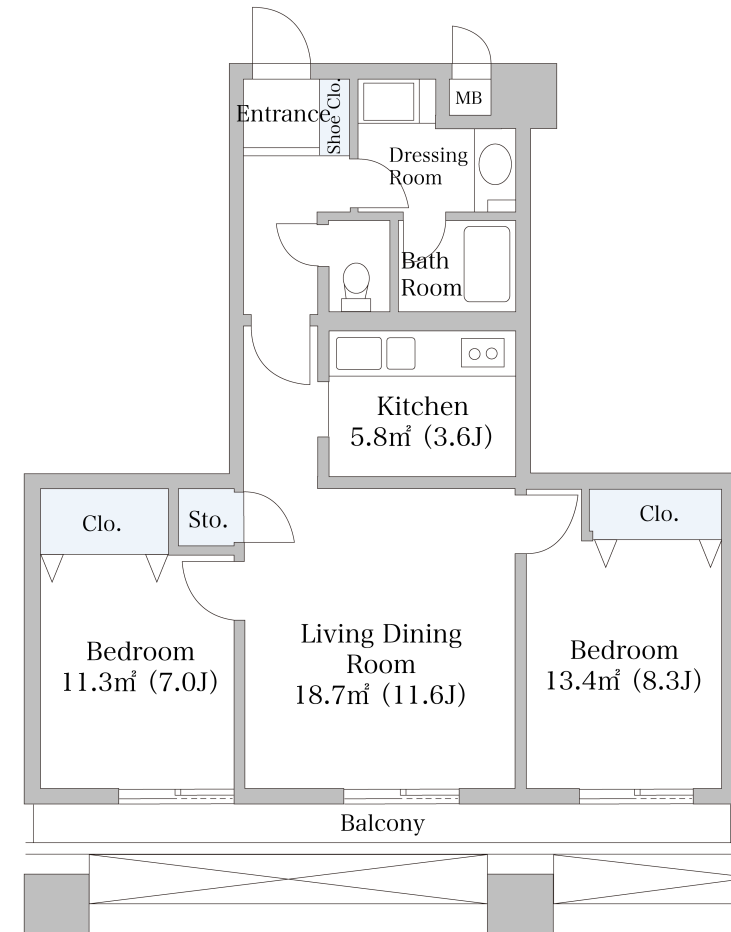 Entrance
Shoe Clo.
MB
Dressing
Room
Bath
Room
Kitchen
5.8㎡ (3.6J)
Clo.
Sto.
Clo.
Bedroom
11.3㎡ (7.0J)
Living Dining
Room
18.7㎡ (11.6J)
Bedroom
13.4㎡ (8.3J)
Balcony